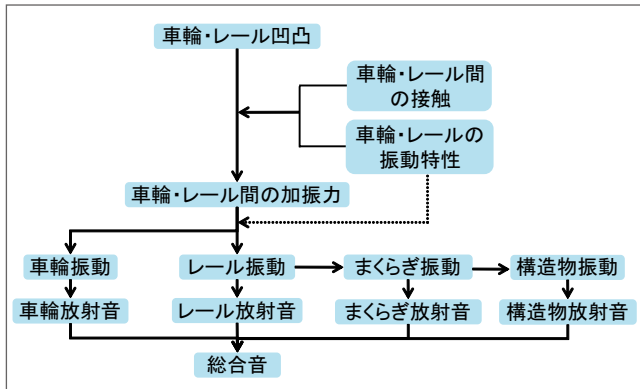 車輪・レール凹凸
車輪・レール間
の接触
車輪・レールの
振動特性
車輪・レール間の加振力
車輪振動
レール振動
まくらぎ振動
構造物振動
車輪放射音
レール放射音
まくらぎ放射音
構造物放射音
総合音